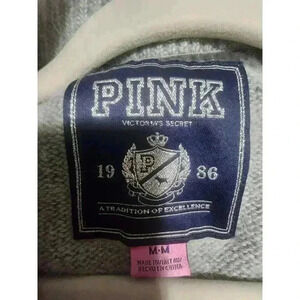 PINK
VICTORIA'S SECRET
P
19 86
A TRADITION OF EXCELLENCE
M-M